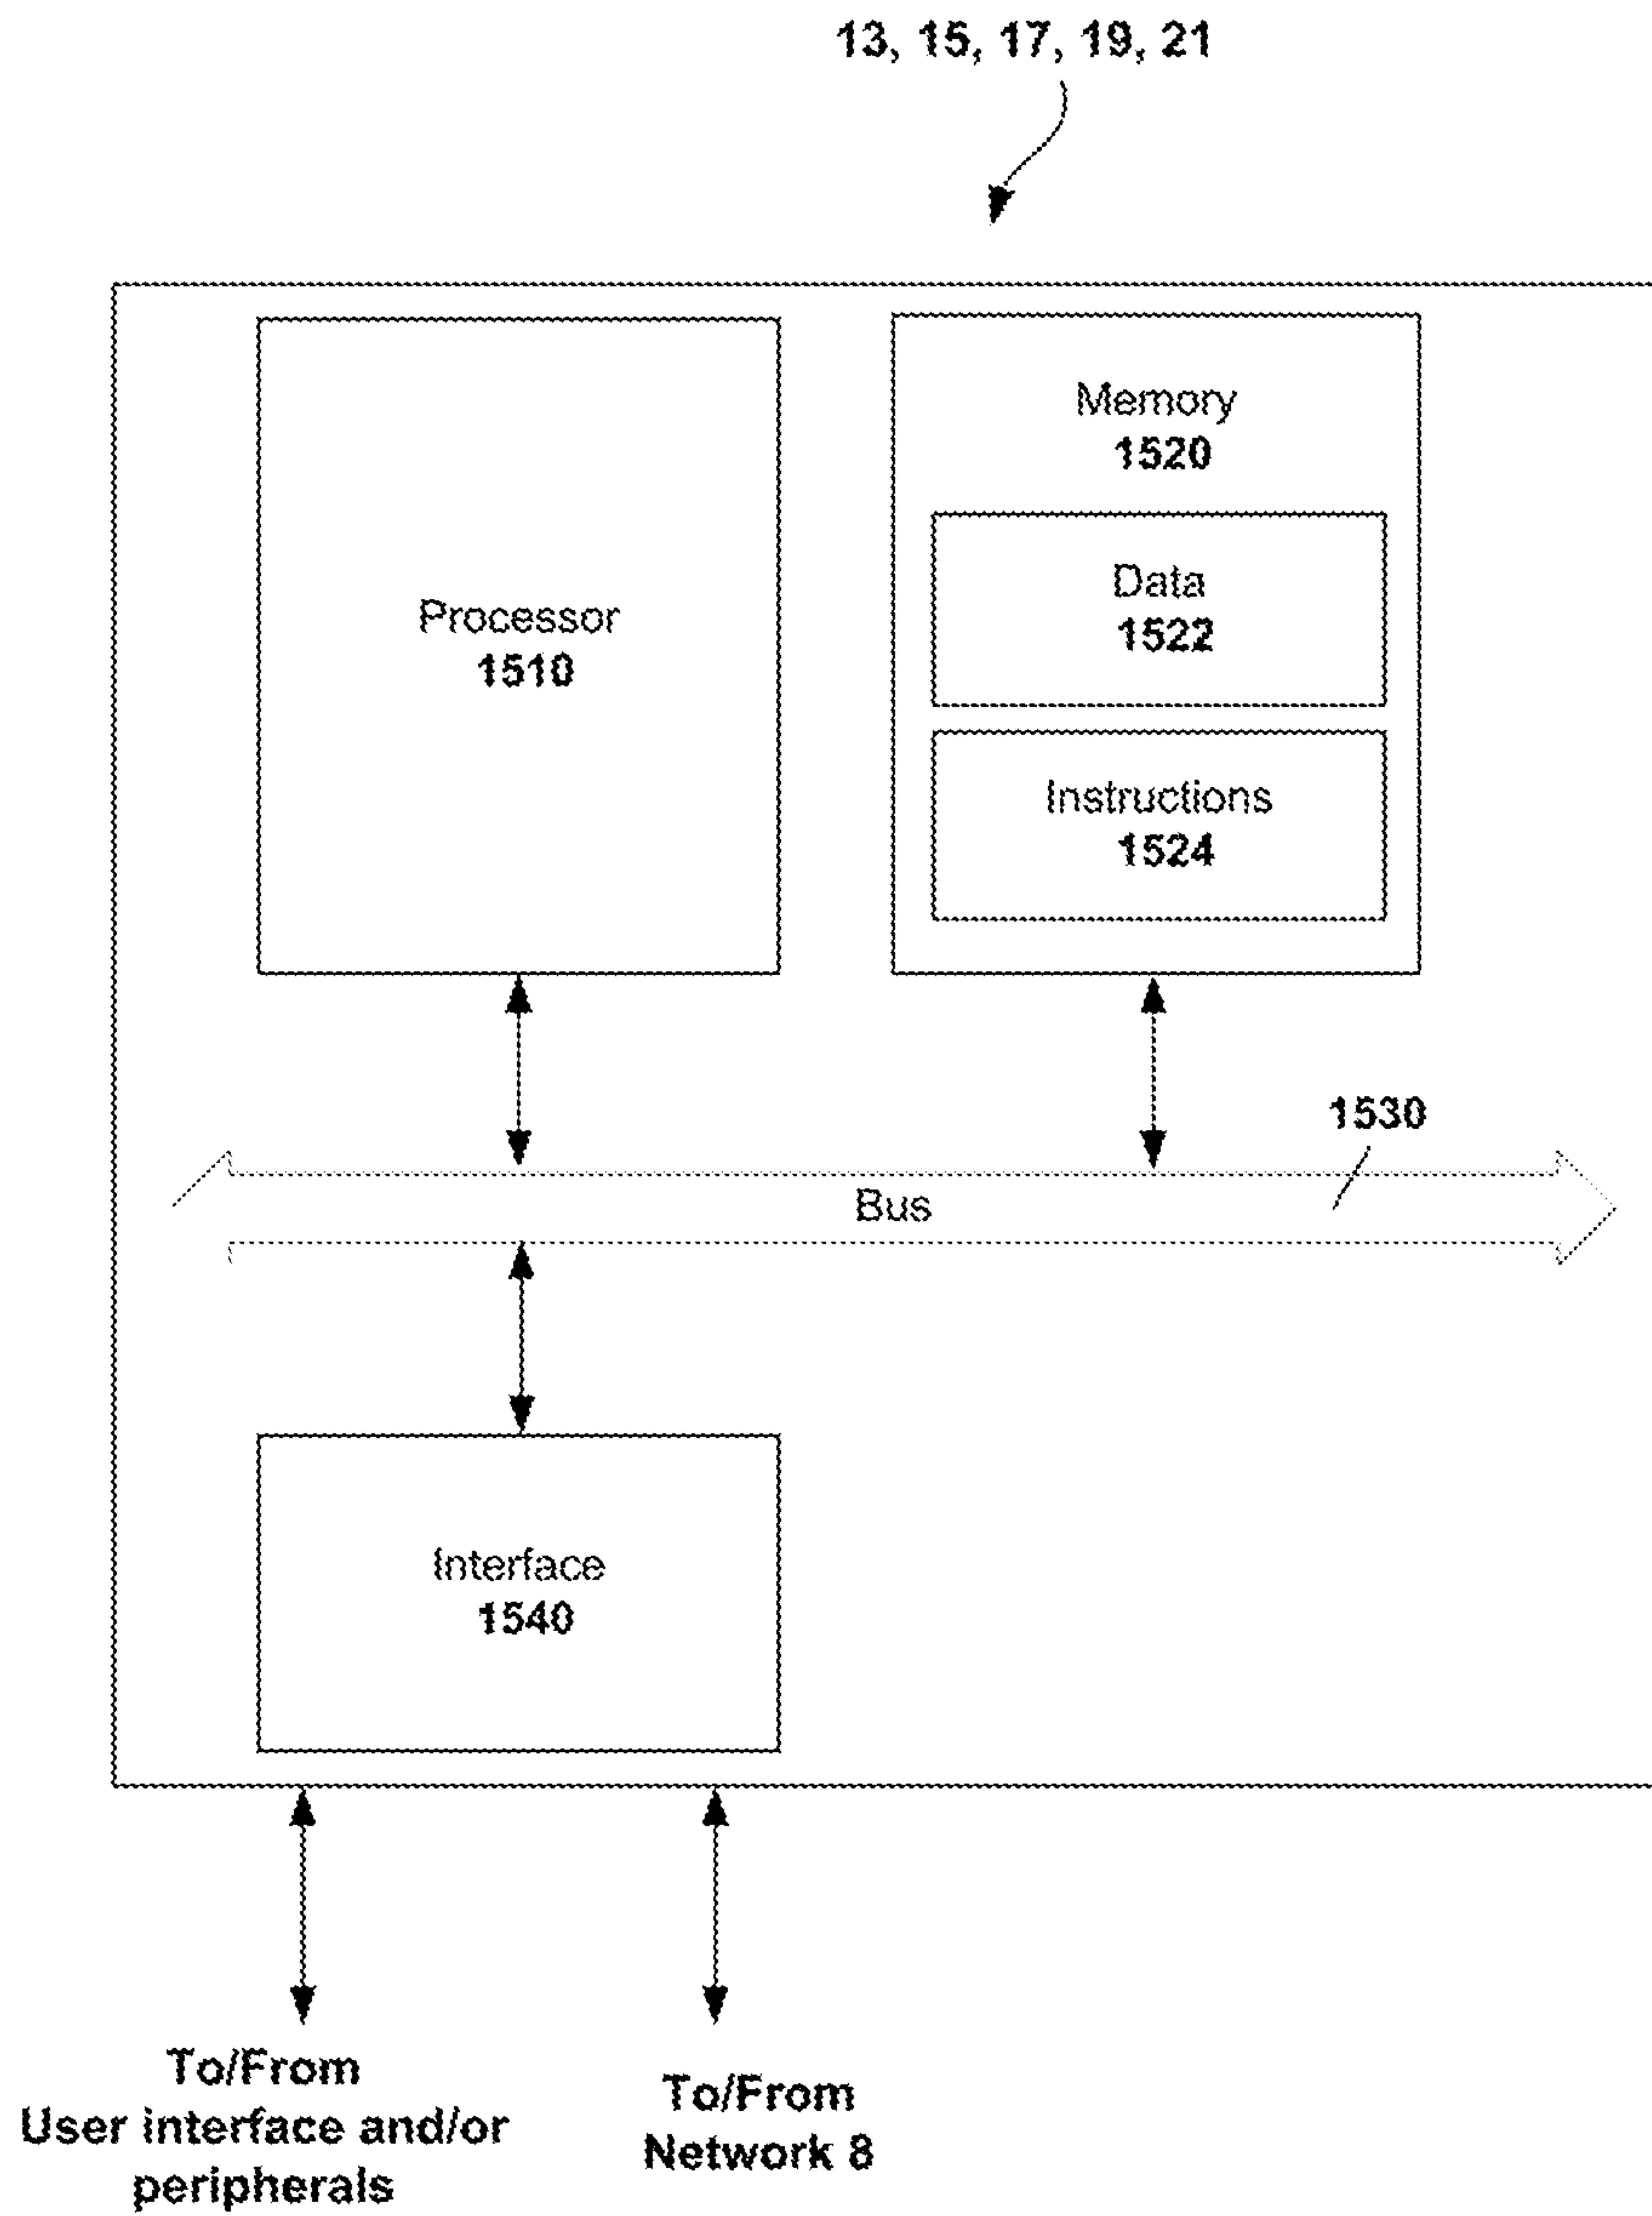 13, 15, 17, 19, 21
Processor
1510
Memory
1520
Data
1522
Instructions
1524
1530
Bus
Interface
1540
To/From
User interface and/or
peripherals
To/From
Network 8